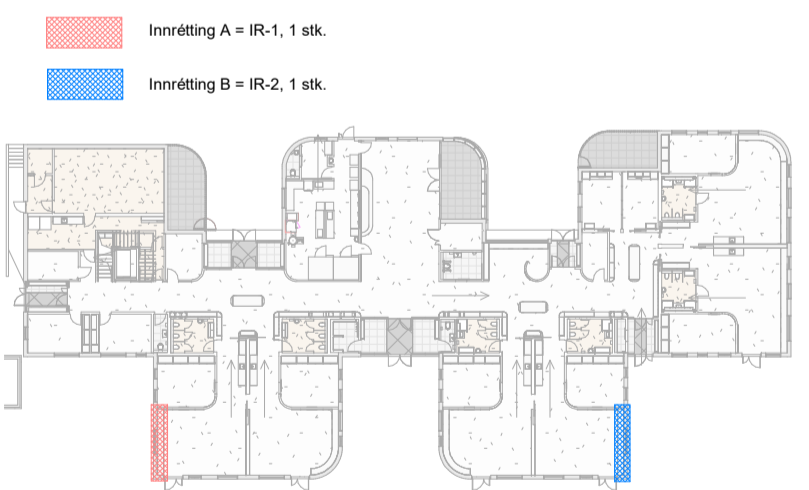 Innrétting A = IR-1, 1 stk.
Innrétting B = IR-2, 1 stk.